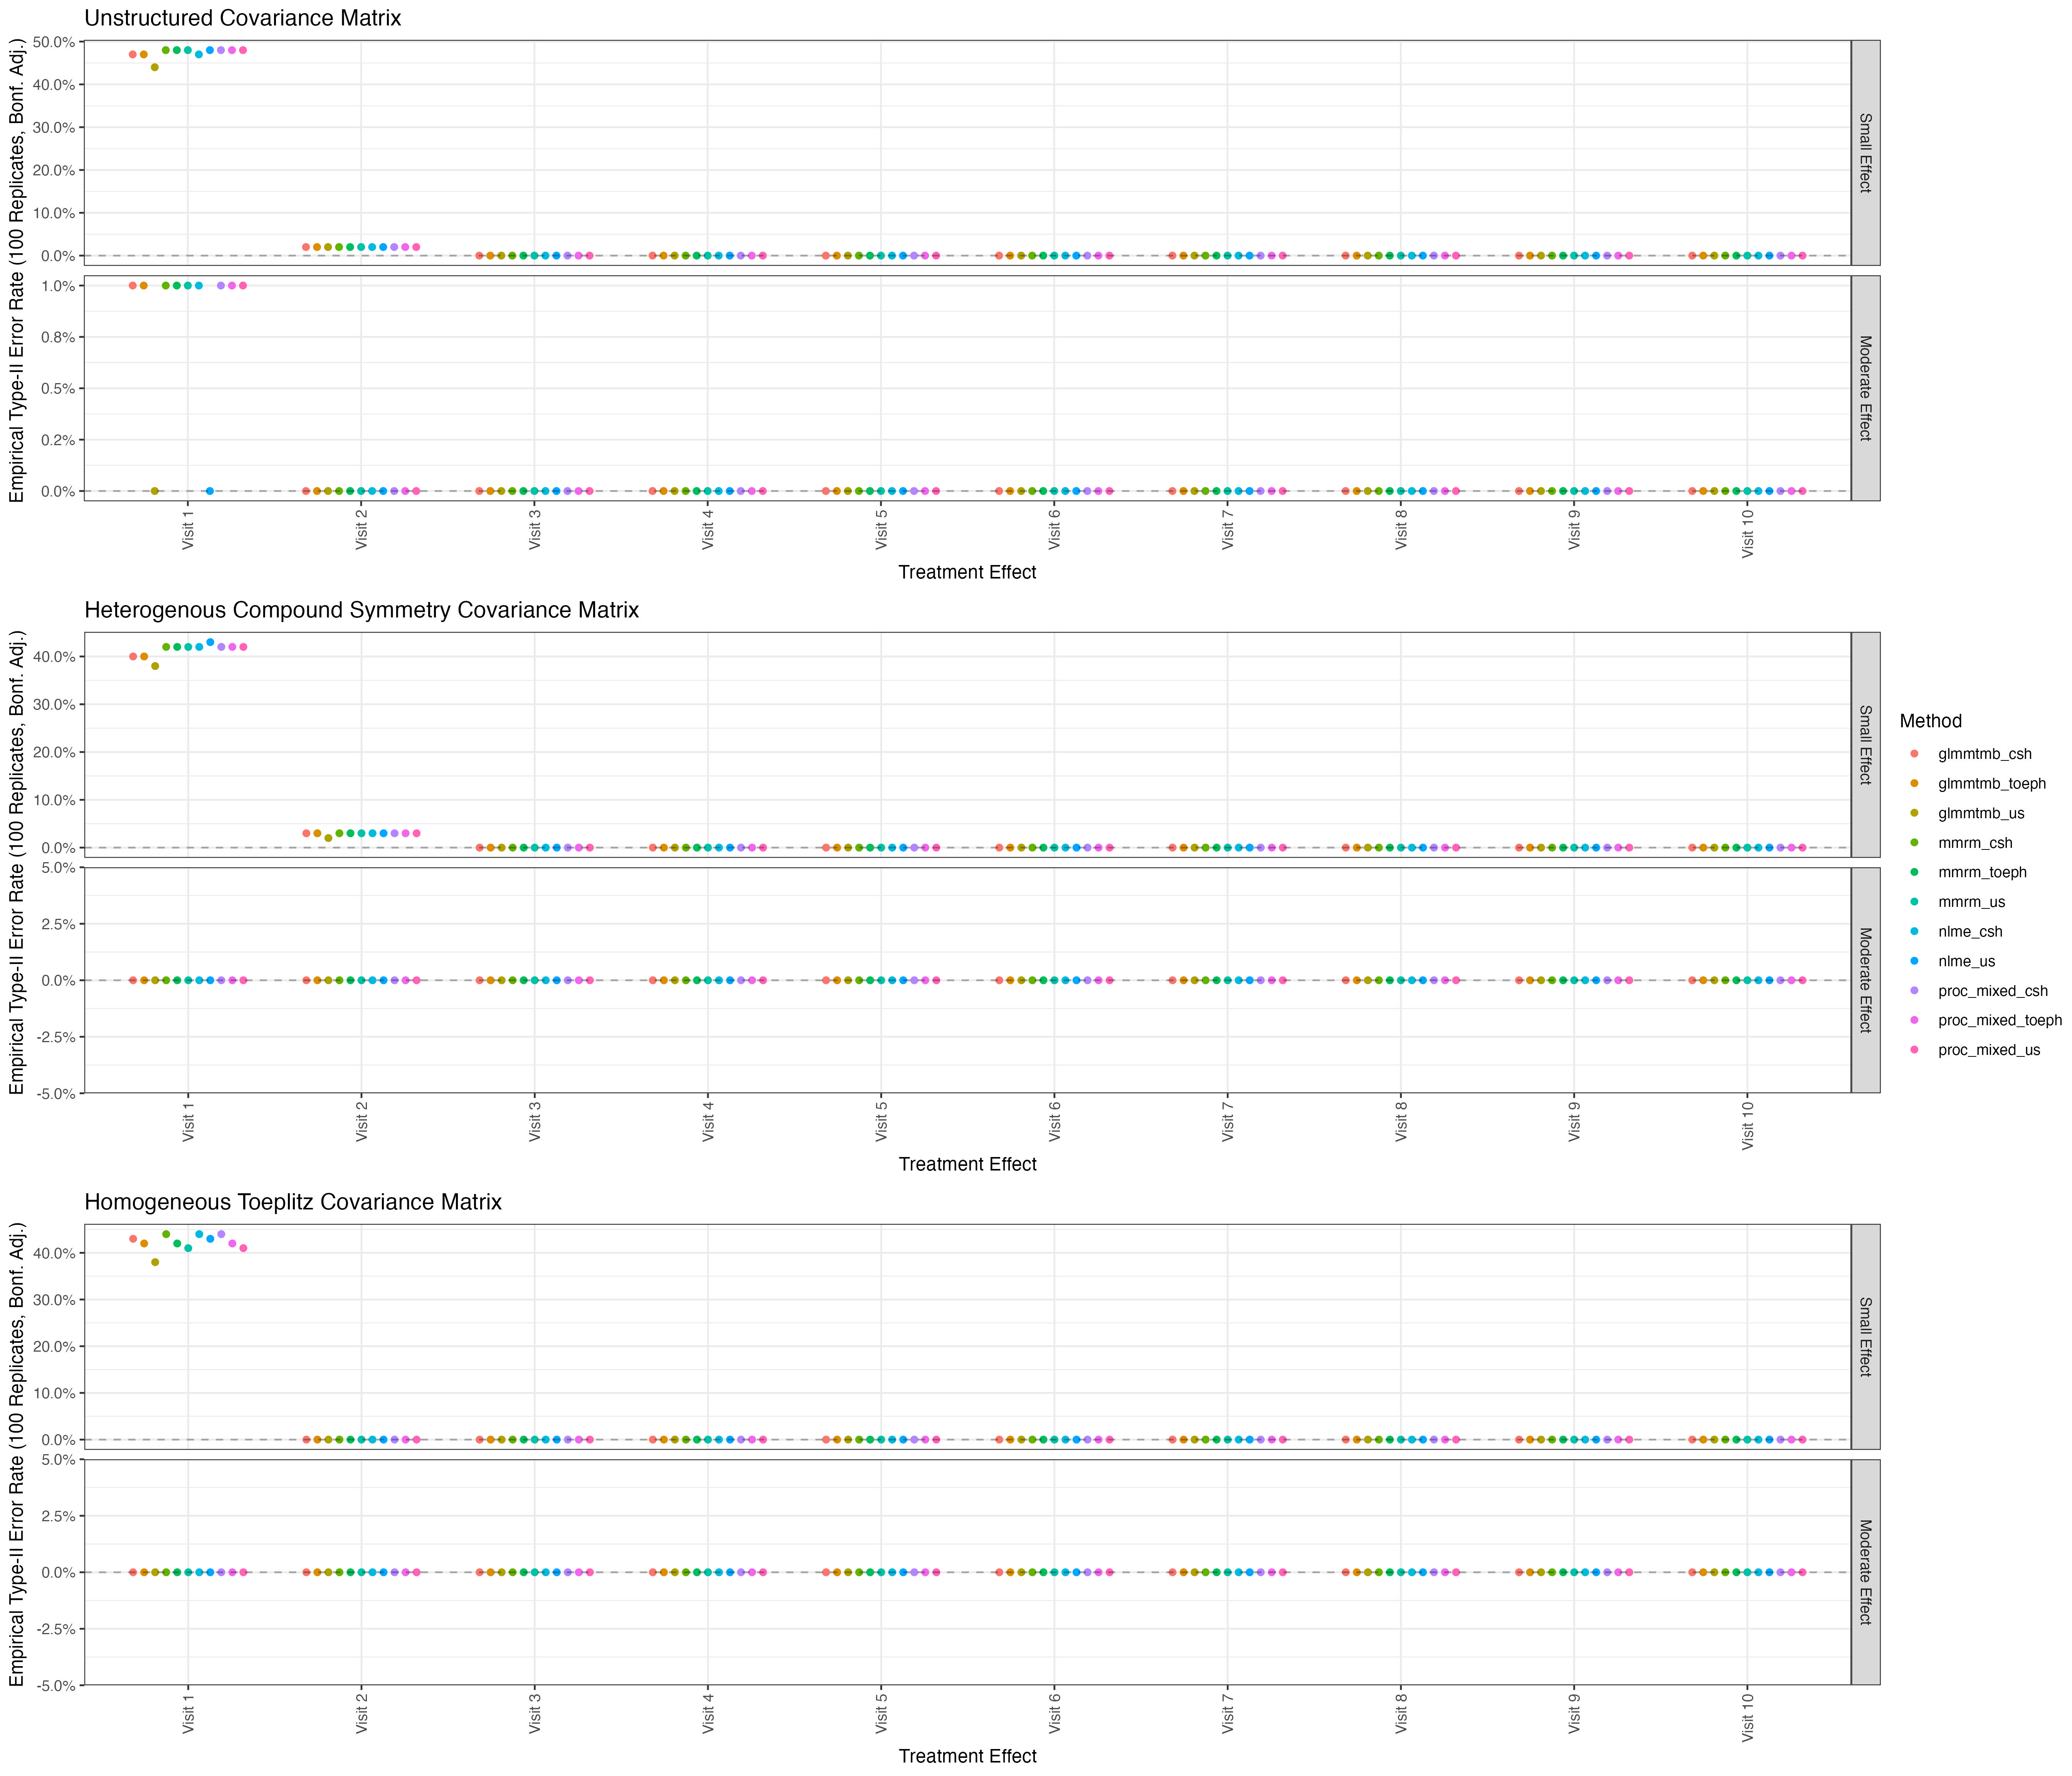 Unstructured Covariance Matrix
Empirical Type-II Error Rate (100 Replicates, Bonf. Adj.)
50.0%
40.0%
30.0%
20.0%
10.0%
0.0%
Small Effect
1.0%
0.8%
0.5%
0.2%
0.0%
Moderate Effect
Visit 1
Visit 2
Visit 3
Visit 4
Visit 5
Visit 6
Visit 7
Visit 8
Visit 9
Visit 10
Treatment Effect
Heterogenous Compound Symmetry Covariance Matrix
Empirical Type-II Error Rate (100 Replicates, Bonf. Adj.)
40.0%
30.0%
20.0%
10.0%
0.0%
Small Effect
5.0%
2.5%
0.0%
-2.5%
-5.0%
Moderate Effect
Visit 1
Visit 2
Visit 3
Visit 4
Visit 5
Visit 6
Visit 7
Visit 8
Visit 9
Visit 10
Treatment Effect
Homogeneous Toeplitz Covariance Matrix
Empirical Type-II Error Rate (100 Replicates, Bonf. Adj.)
40.0%
30.0%
20.0%
10.0%
0.0%
Small Effect
5.0%
2.5%
0.0%
-2.5%
-5.0%
Moderate Effect
Visit 1
Visit 2
Visit 3
Visit 4
Visit 5
Visit 6
Visit 7
Visit 8
Visit 9
Visit 10
Treatment Effect
Method
glmmtmb_csh
glmmtmb_toeph
glmmtmb_us
mmrm_csh
mmrm_toeph
mmrm_us
nlme_csh
nlme_us
proc_mixed_csh
proc_mixed_toeph
proc_mixed_us